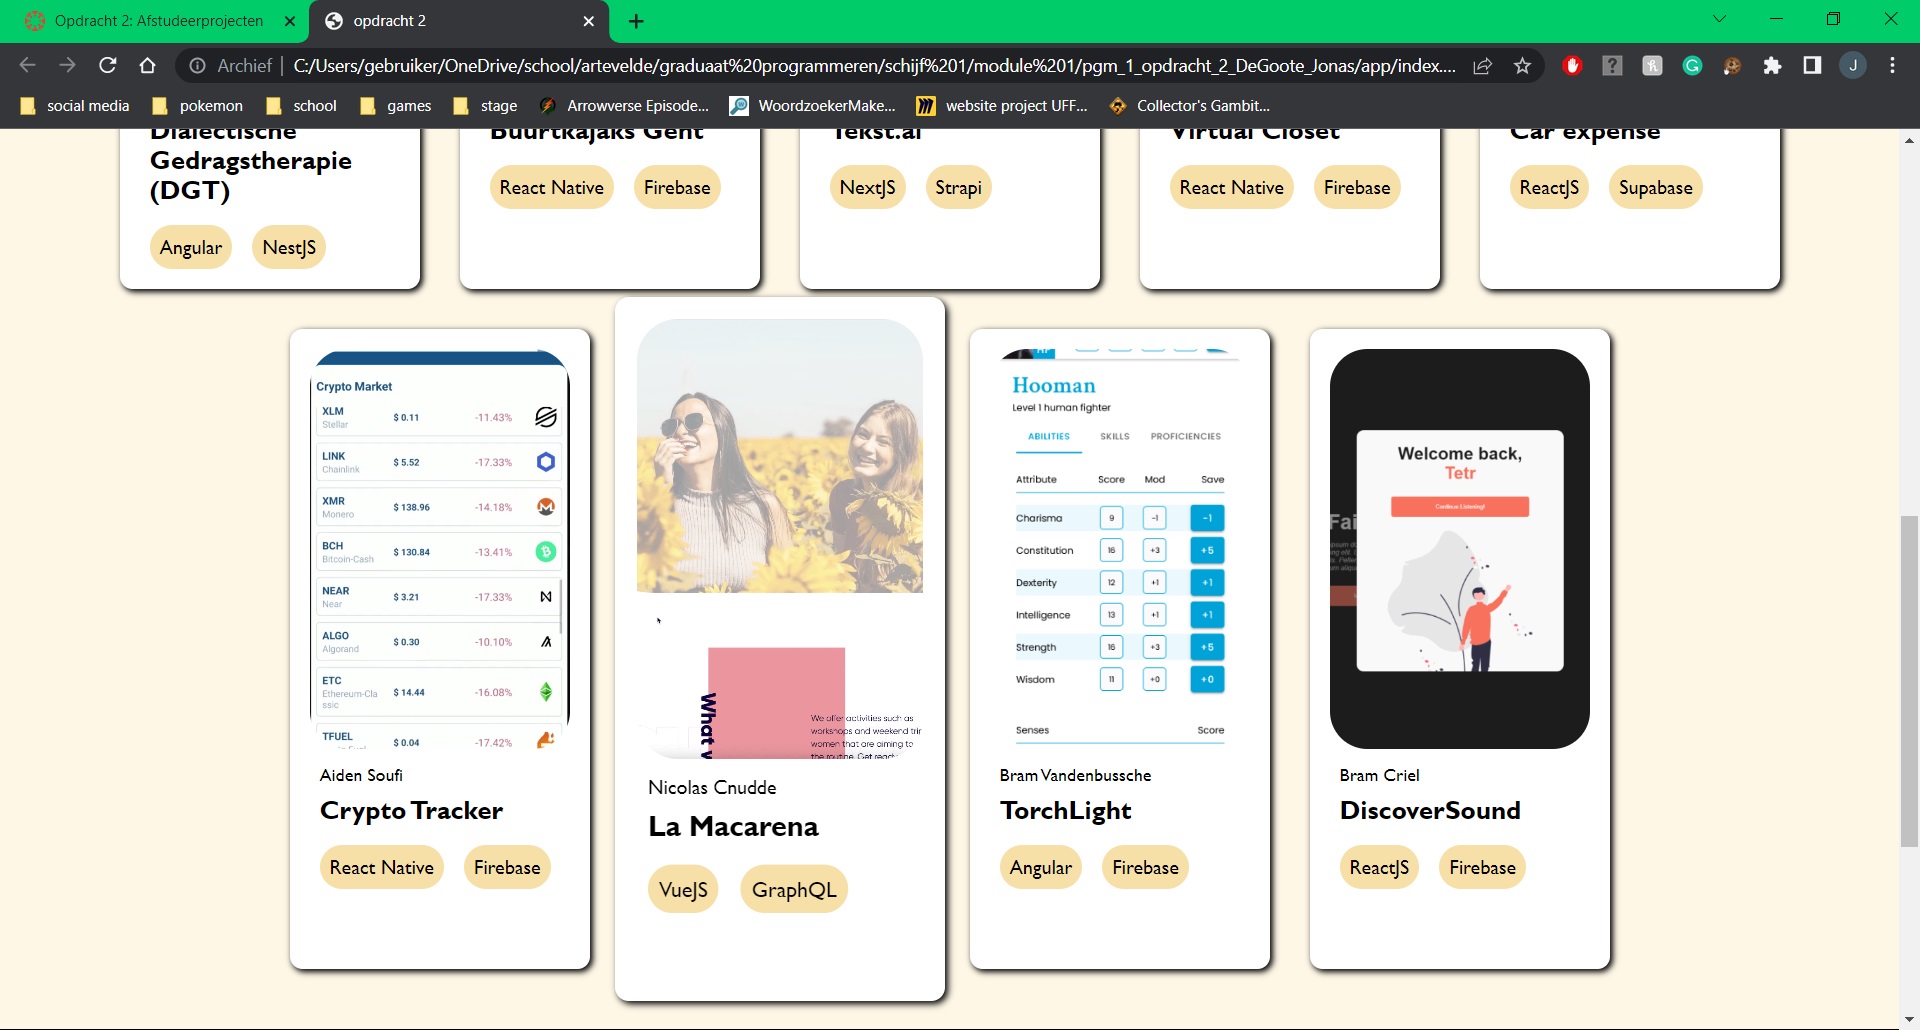 Opdracht 2: Afstudeerprojecten
opdracht 2
Archief
C:/Users/gebruiker/OneDrive/school/artevelde/graduaat%20programmeren/schijf%201/module%201/pgm_1_opdracht_2_DeGoote_Jonas/app/index....
J
social media
pokemon
school
games
stage
Arrowverse Episode...
WoordzoekerMake...
website project UFF...
Collector's Gambit...
Dialectische
Gedragstherapie
(DGT)
Angular
NestJS
Buurtkajaks Gent
React Native
Firebase
Tekst.ai
NextJS
Strapi
Virtual Closet
React Native
Firebase
Car expense
ReactJS
Supabase
Crypto Market
XLM $ 0.11 -11.43%
Stellar
LINK $ 5.52 -17.33%
Chainlink
XMR $ 138.96 -14.18%
Monero
BCH $ 130.84 -13.41%
Bitcoin-Cash
NEAR $ 3.21 -17.33%
Near
ALGO $ 0.30 -10.10%
Algorand
ETC $ 14.44 -16.08%
Ethereum-Cla
ssic
TFUEL $ 0.04 -17.42%
Aiden Soufi
Crypto Tracker
React Native
Firebase
What
We offer activities such as
workshops and weekend trir
women that are aiming to
the routine. Get ready
Nicolas Cnudde
La Macarena
VueJS
GraphQL
HP
Hooman
Level 1 human fighter
ABILITIES SKILLS PROFICIENCIES
Attribute Score Mod Save
Charisma 9 -1 -1
Constitution 16 +3 +5
Dexterity 12 +1 +1
Intelligence 13 +1 +1
Strength 16 +3 +5
Wisdom 11 +0 +0
Senses Score
Bram Vandenbussche
TorchLight
Angular
Firebase
Fai
Welcome back,
Tetr
Continue Listening!
Bram Criel
DiscoverSound
ReactJS
Firebase